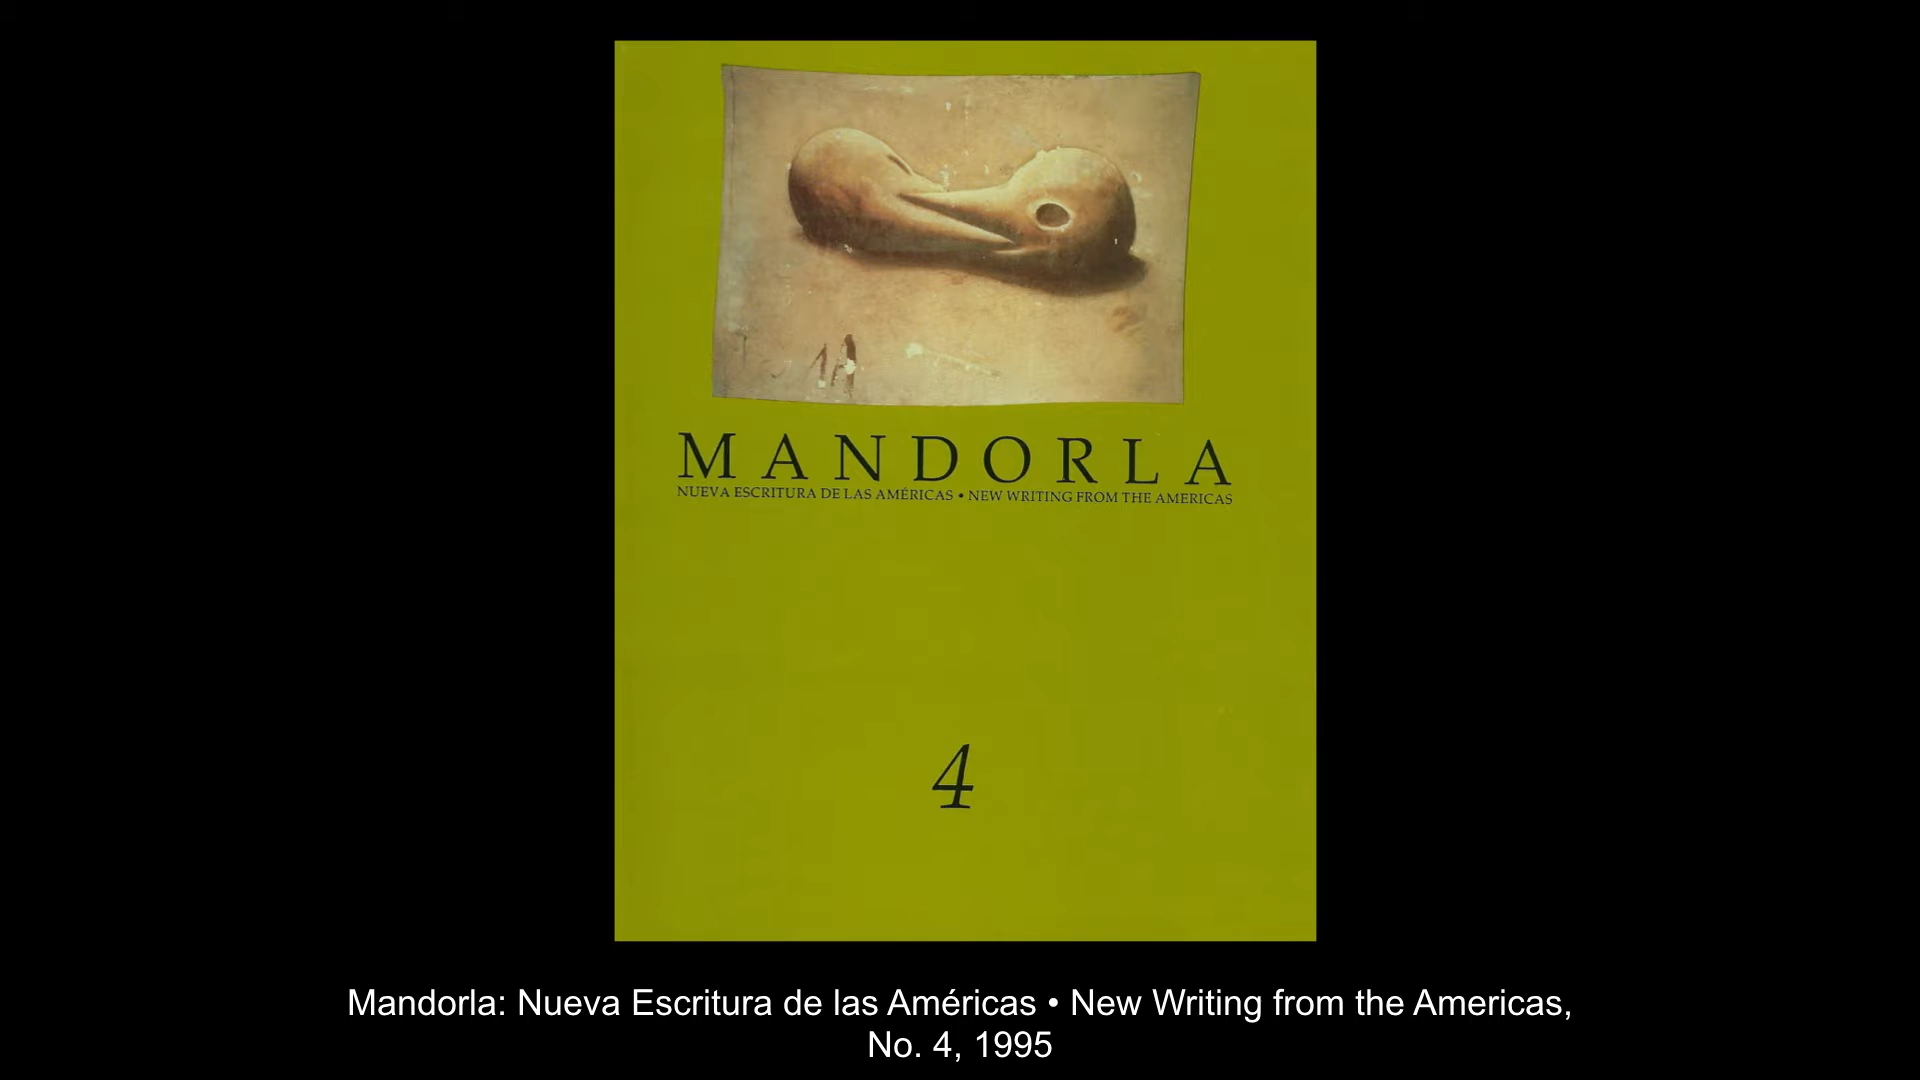 MANDORLA
NUEVA ESCRITURA DE LAS AMÉRICAS • NEW WRITING FROM THE AMERICAS
4
Mandorla: Nueva Escritura de las Américas • New Writing from the Americas,
No. 4, 1995